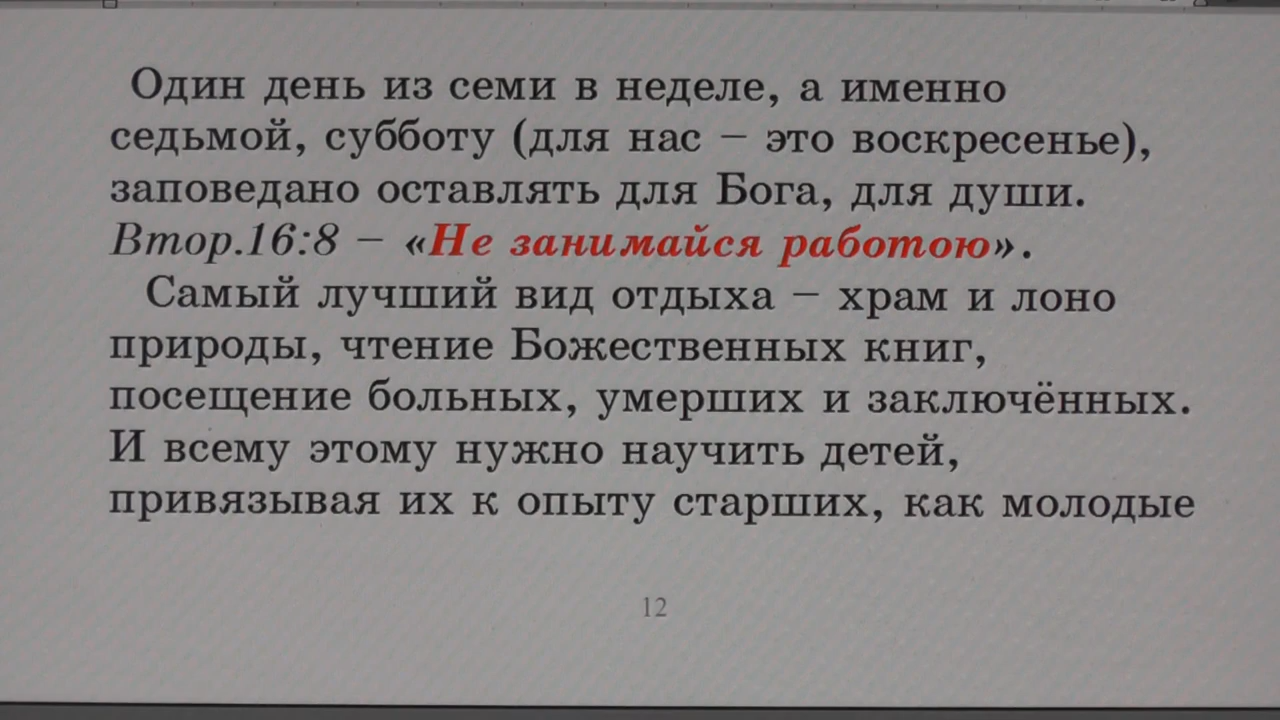 Один день из семи в неделе, а именно
седьмой, субботу (для нас – это воскресенье),
заповедано оставлять для Бога, для души.
Втор.16:8 – «Не занимайся работою».
Самый лучший вид отдыха – храм и лоно
природы, чтение Божественных книг,
посещение больных, умерших и заключённых.
И всему этому нужно научить детей,
привязывая их к опыту старших, как молодые
12